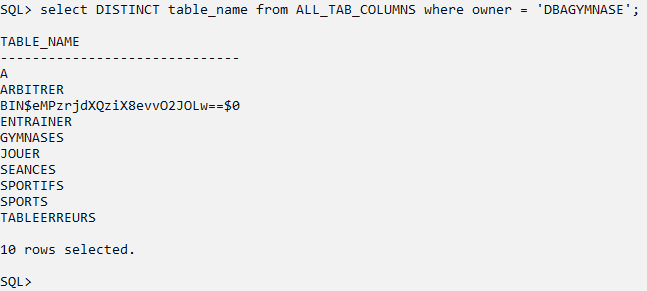 SQL> select DISTINCT table_name from ALL_TAB_COLUMNS where owner = 'DBAGYMNASE';
TABLE_NAME
------------------------------
A
ARBITRER
BIN$eMPzrjdXQziX8evvO2JOLw==$0
ENTRAINER
GYMNASES
JOUER
SEANCES
SPORTIFS
SPORTS
TABLEERREURS
10 rows selected.
SQL>